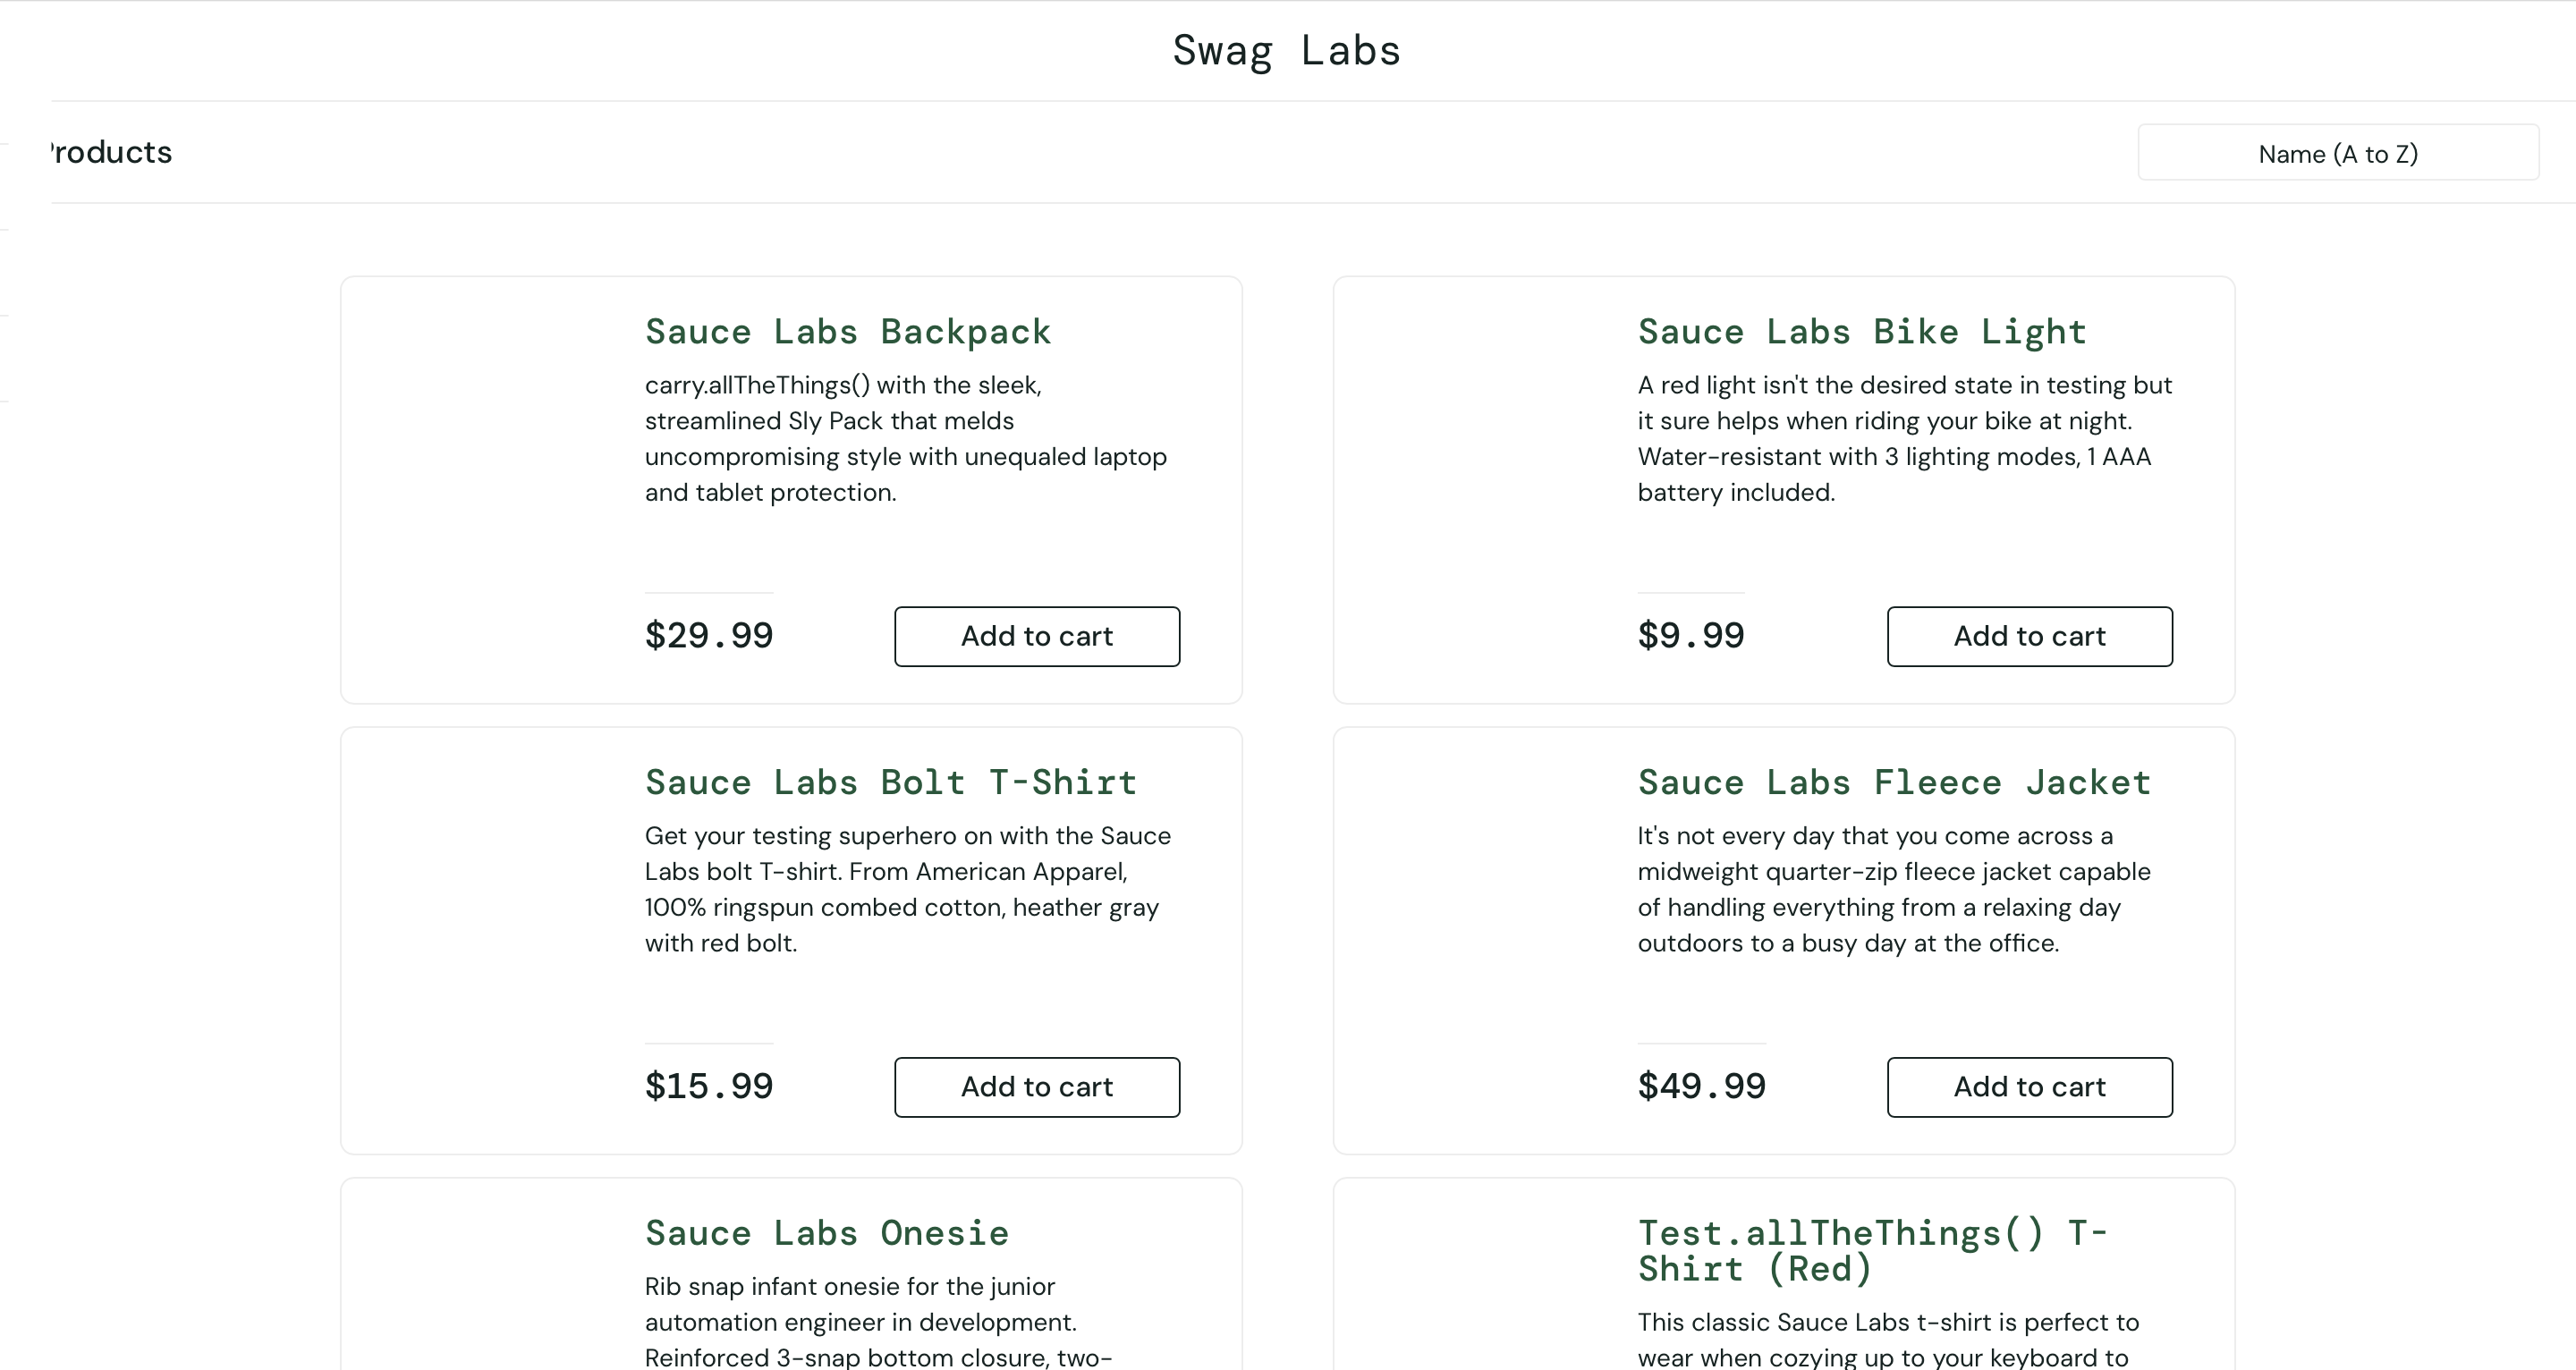 Swag Labs
Products
Name (A to Z)
Sauce Labs Backpack
carry.allTheThings() with the sleek,
streamlined Sly Pack that melds
uncompromising style with unequaled laptop
and tablet protection.
$29.99
Add to cart
Sauce Labs Bike Light
A red light isn't the desired state in testing but
it sure helps when riding your bike at night.
Water-resistant with 3 lighting modes, 1 AAA
battery included.
$9.99
Add to cart
Sauce Labs Bolt T-Shirt
Get your testing superhero on with the Sauce
Labs bolt T-shirt. From American Apparel,
100% ringspun combed cotton, heather gray
with red bolt.
$15.99
Add to cart
Sauce Labs Fleece Jacket
It's not every day that you come across a
midweight quarter-zip fleece jacket capable
of handling everything from a relaxing day
outdoors to a busy day at the office.
$49.99
Add to cart
Sauce Labs Onesie
Rib snap infant onesie for the junior
automation engineer in development.
Reinforced 3-snap bottom closure, two-
Test.allTheThings() T-
Shirt (Red)
This classic Sauce Labs t-shirt is perfect to
wear when cozying up to your keyboard to